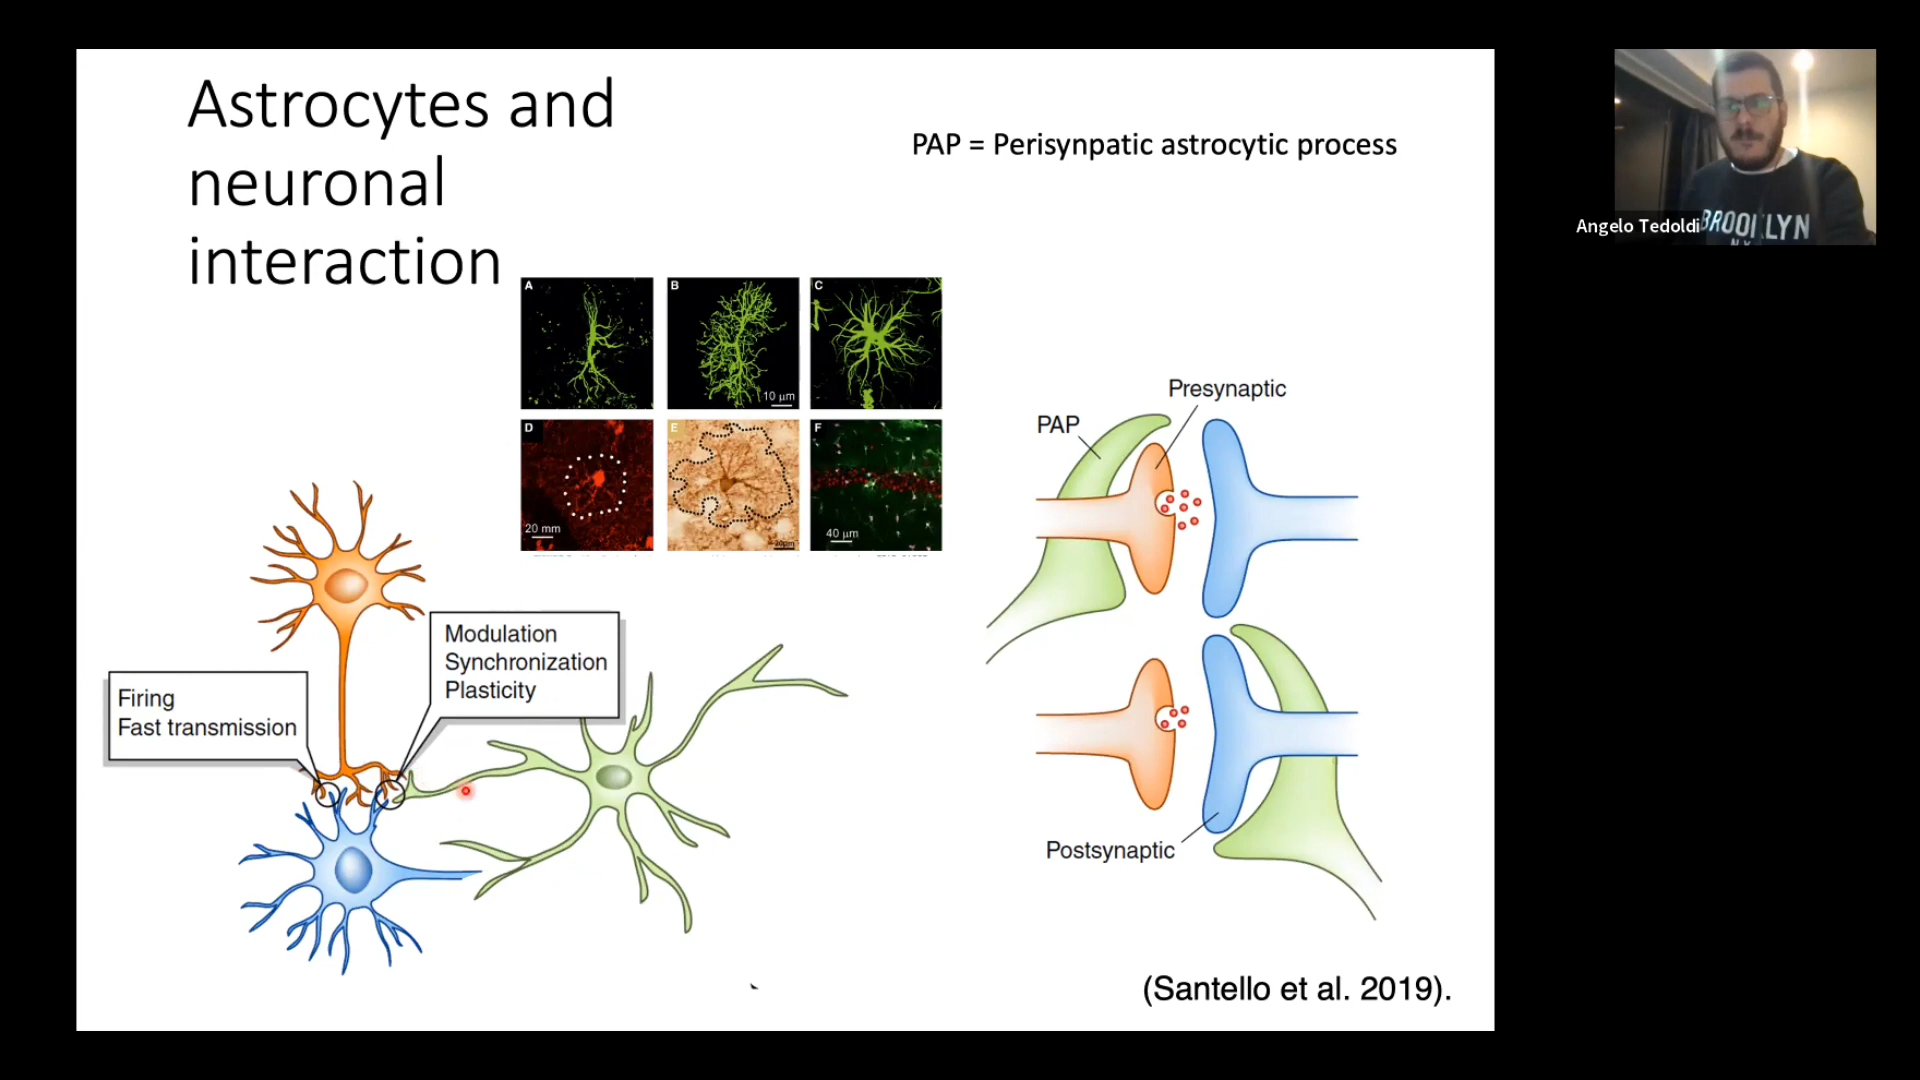 Astrocytes and
neuronal
interaction
PAP = Perisynpatic astrocytic process
A
B
C
10 μm
D
E
F
20 mm
40 μm
Presynaptic
PAP
Modulation
Synchronization
Plasticity
Firing
Fast transmission
Postsynaptic
(Santello et al. 2019).
Angelo Tedoldi
BROOKLYN